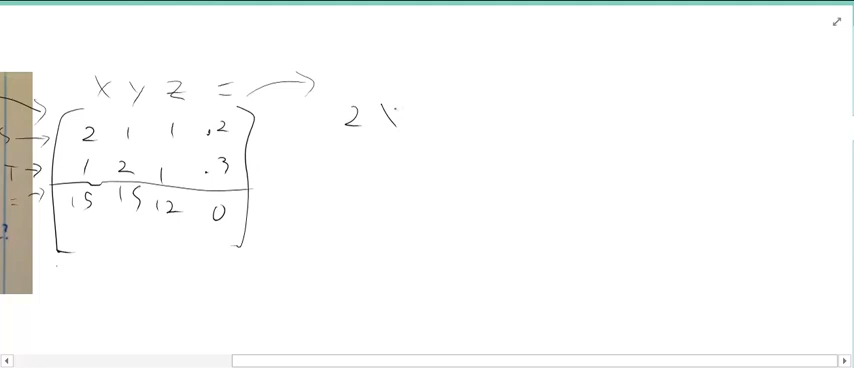 x y z =
2 1 1 .2
2 \
T → 1 2 1 .3
= → 15 15 12 0
?